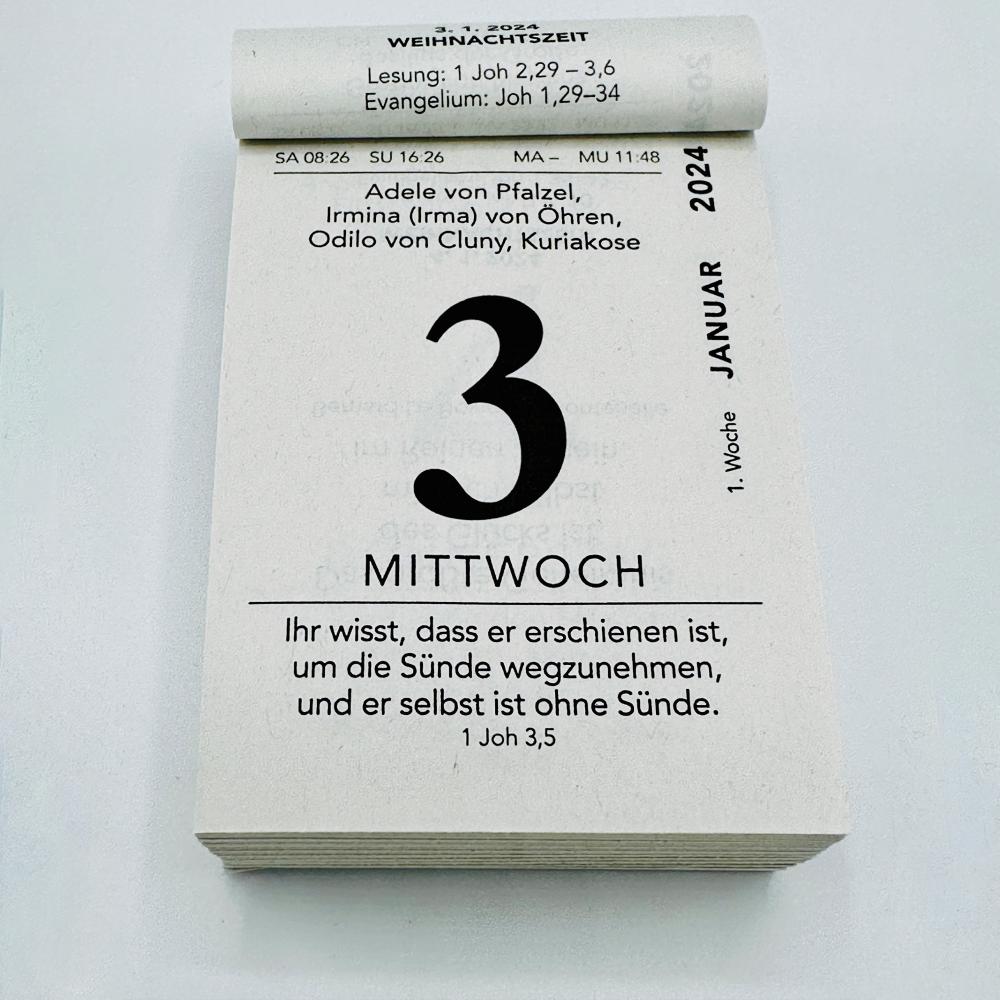 3. 1. 2024
WEIHNACHTSZEIT
Lesung: 1 Joh 2,29 – 3,6
Evangelium: Joh 1,29–34
SA 08:26 SU 16:26 MA – MU 11:48
Adele von Pfalzel,
Irmina (Irma) von Öhren,
Odilo von Cluny, Kuriakose
3
MITTWOCH
Ihr wisst, dass er erschienen ist,
um die Sünde wegzunehmen,
und er selbst ist ohne Sünde.
1 Joh 3,5
1. Woche JANUAR 2024